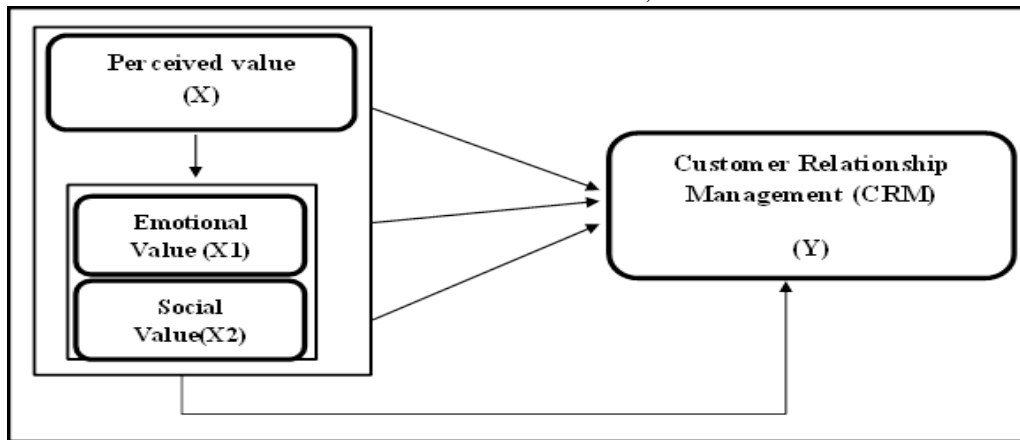 Perceived value
(X)
Emotional
Value (X1)
Social
Value(X2)
Customer Relationship
Management (CRM)
(Y)